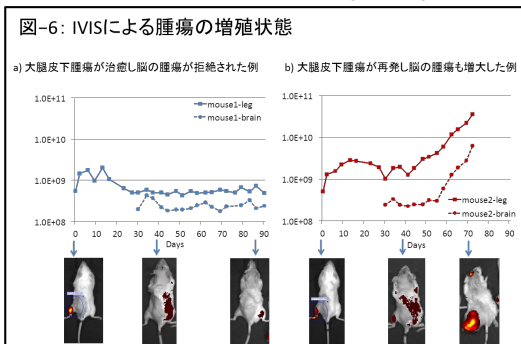 図–6: IVISによる腫瘍の増殖状態
a) 大腿皮下腫瘍が治癒し脳の腫瘍が拒絶された例
1.0E+11
1.0E+10
1.0E+09
1.0E+08
mouse1-leg
mouse1-brain
0 10 20 30 40 50 60 70 80 90
Days
b) 大腿皮下腫瘍が再発し脳の腫瘍も増大した例
1.0E+11
1.0E+10
1.0E+09
1.0E+08
mouse2-leg
mouse2-brain
0 10 20 30 40 50 60 70 80 90
Days